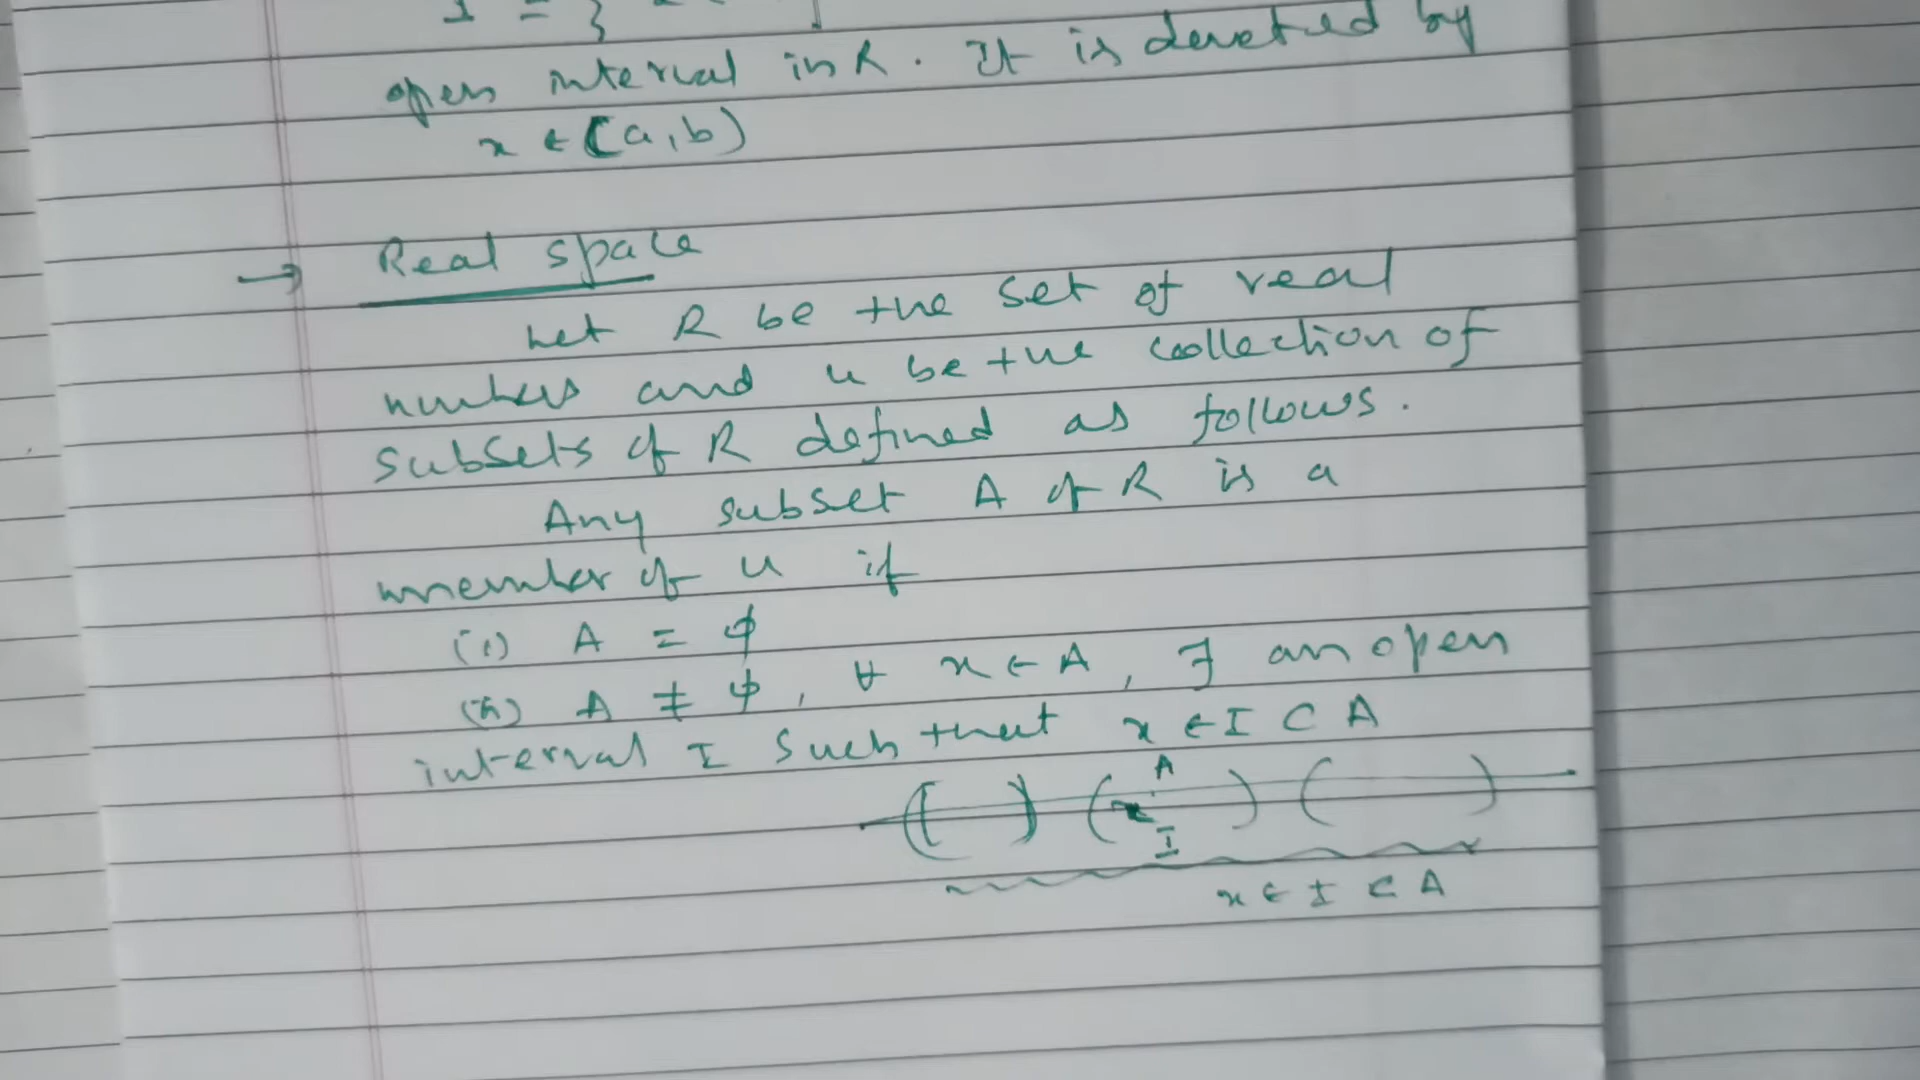 I = {
open interval in R. It is denoted by
x ∈ (a,b)
→ Real space
Let R be the set of real
numbers and u be the collection of
subsets of R defined as follows.
Any subset A of R is a
member of u if
(i) A = ϕ
(ii) A ≠ ϕ, ∀ x ∈ A, ∃ an open
interval I such that x ∈ I ⊂ A
( ) ( x ) ( )
A
I
x ∈ I ⊂ A